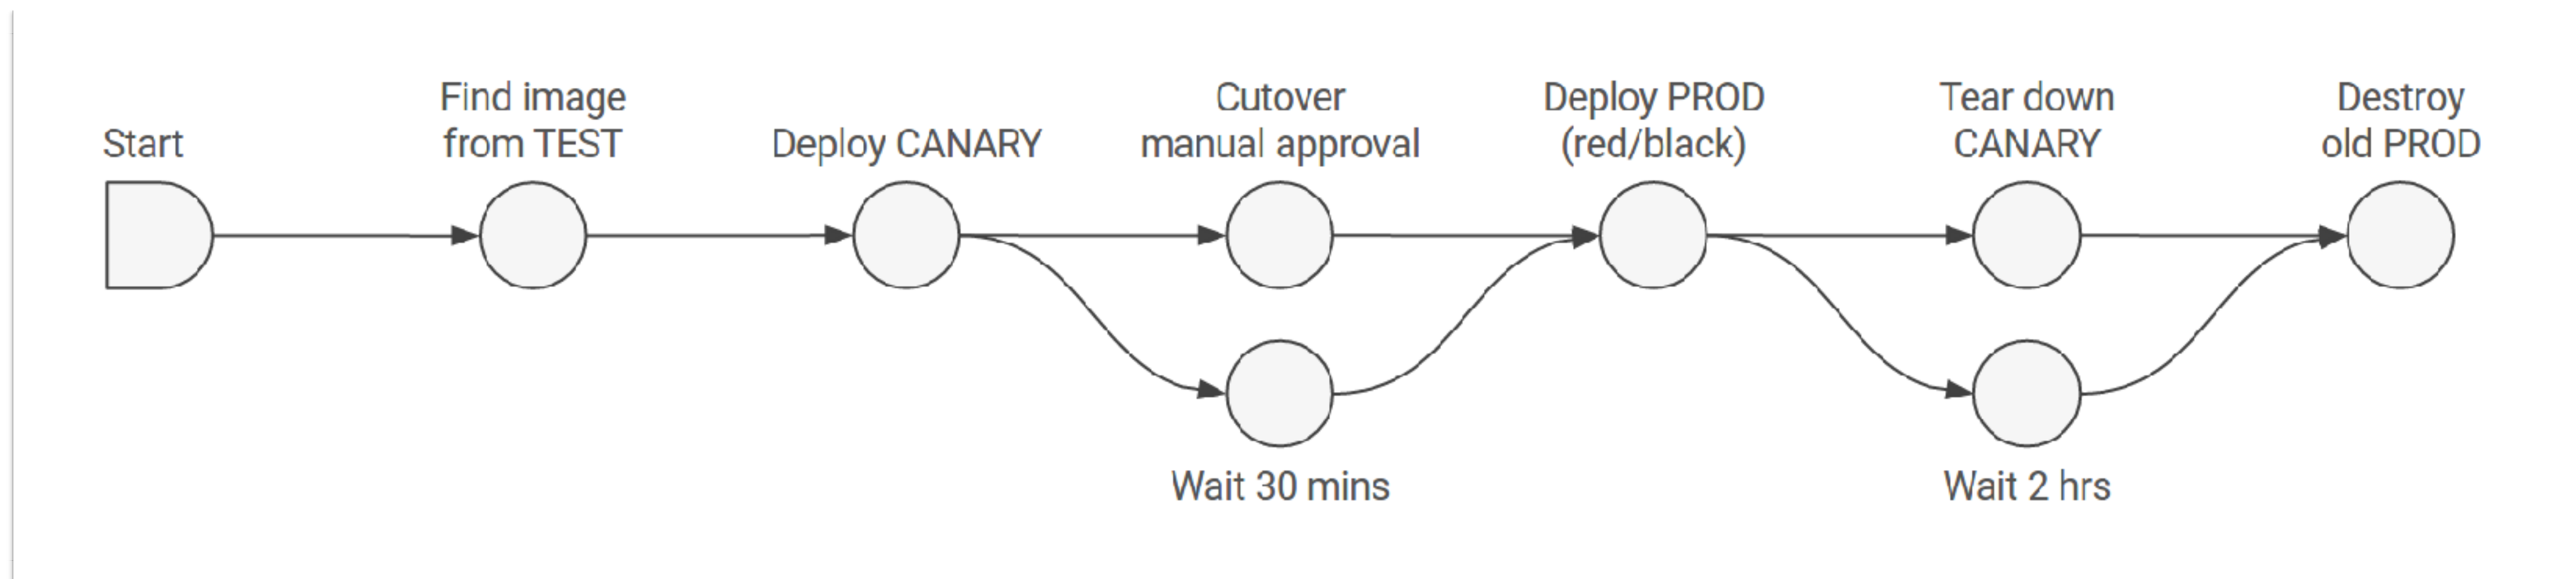 Start
Find image
from TEST
Deploy CANARY
Cutover
manual approval
Wait 30 mins
Deploy PROD
(red/black)
Tear down
CANARY
Wait 2 hrs
Destroy
old PROD